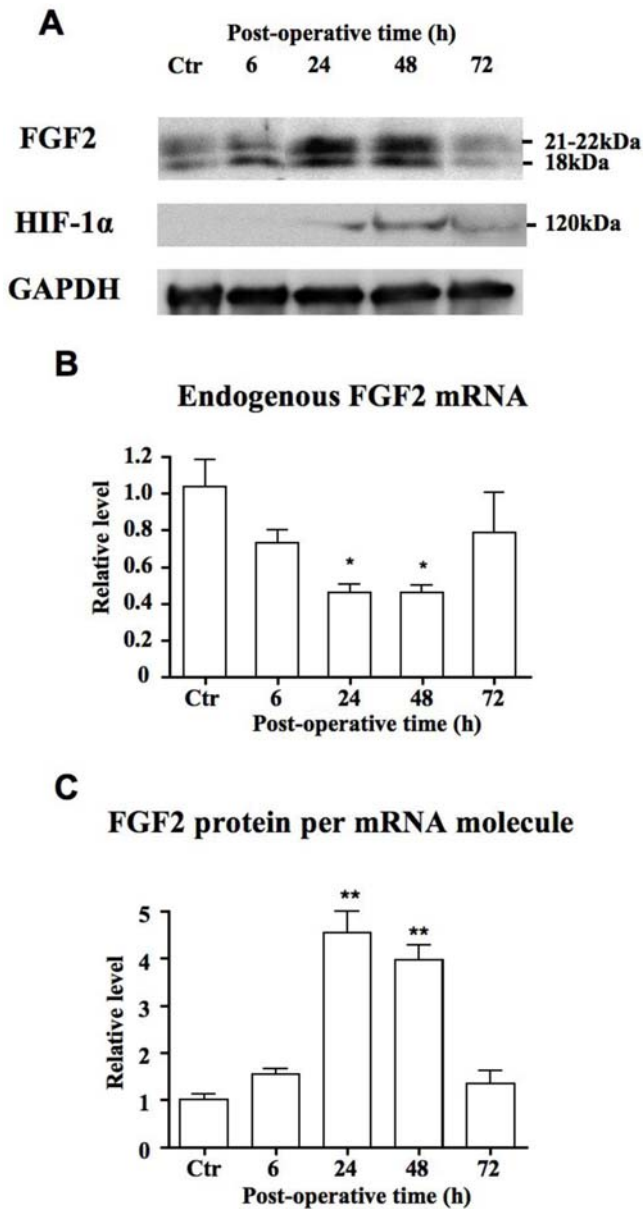 A
Post-operative time (h)
Ctr 6 24 48 72
FGF2
21-22kDa
18kDa
HIF-1α
120kDa
GAPDH
B
Endogenous FGF2 mRNA
Relative level
1.2
1.0
0.8
0.6
0.4
0.2
0
* *
Ctr 6 24 48 72
Post-operative time (h)
C
FGF2 protein per mRNA molecule
Relative level
5
4
3
2
1
0
** **
Ctr 6 24 48 72
Post-operative time (h)